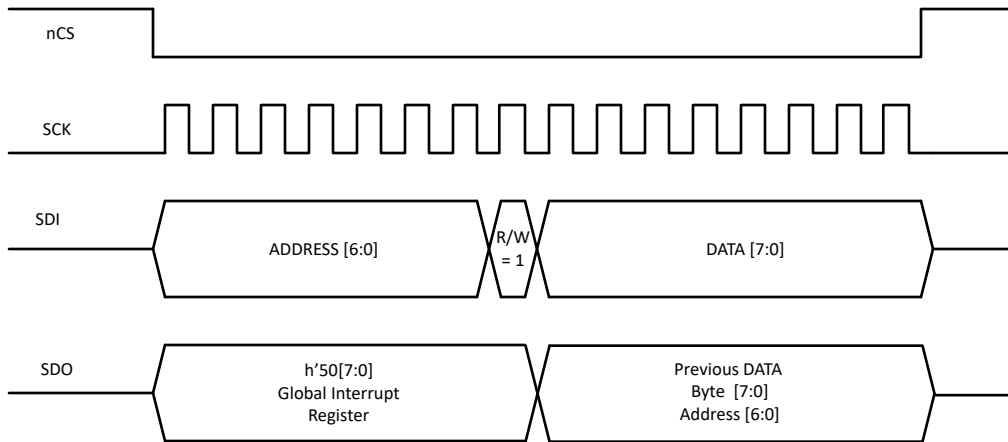 nCS
SCK
SDI
ADDRESS [6:0]
R/W
= 1
DATA [7:0]
SDO
h’50[7:0]
Global Interrupt
Register
Previous DATA
Byte  [7:0]
Address [6:0]